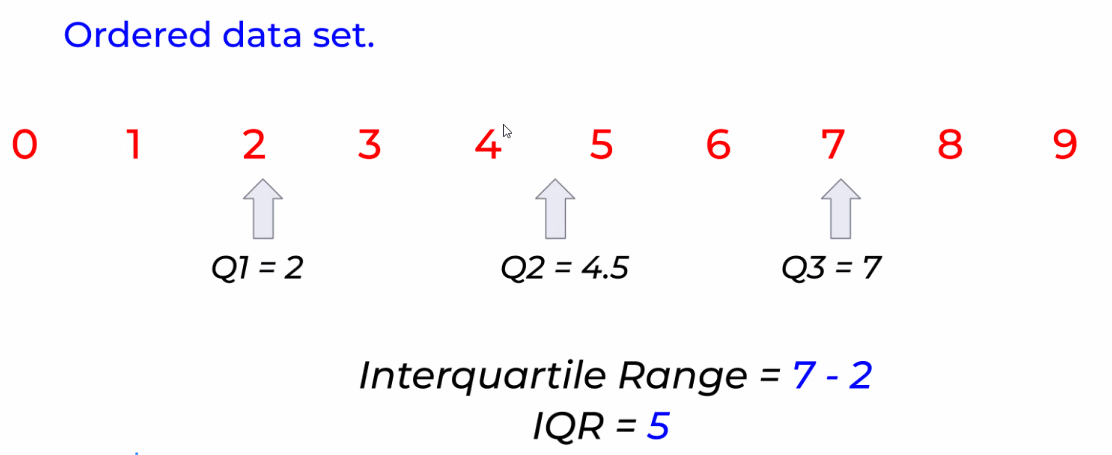 Ordered data set.
0 1 2 3 4 5 6 7 8 9
Q1 = 2 Q2 = 4.5 Q3 = 7
Interquartile Range = 7 - 2
IQR = 5